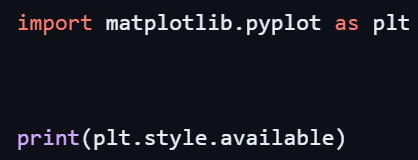 import matplotlib.pyplot as plt
print(plt.style.available)